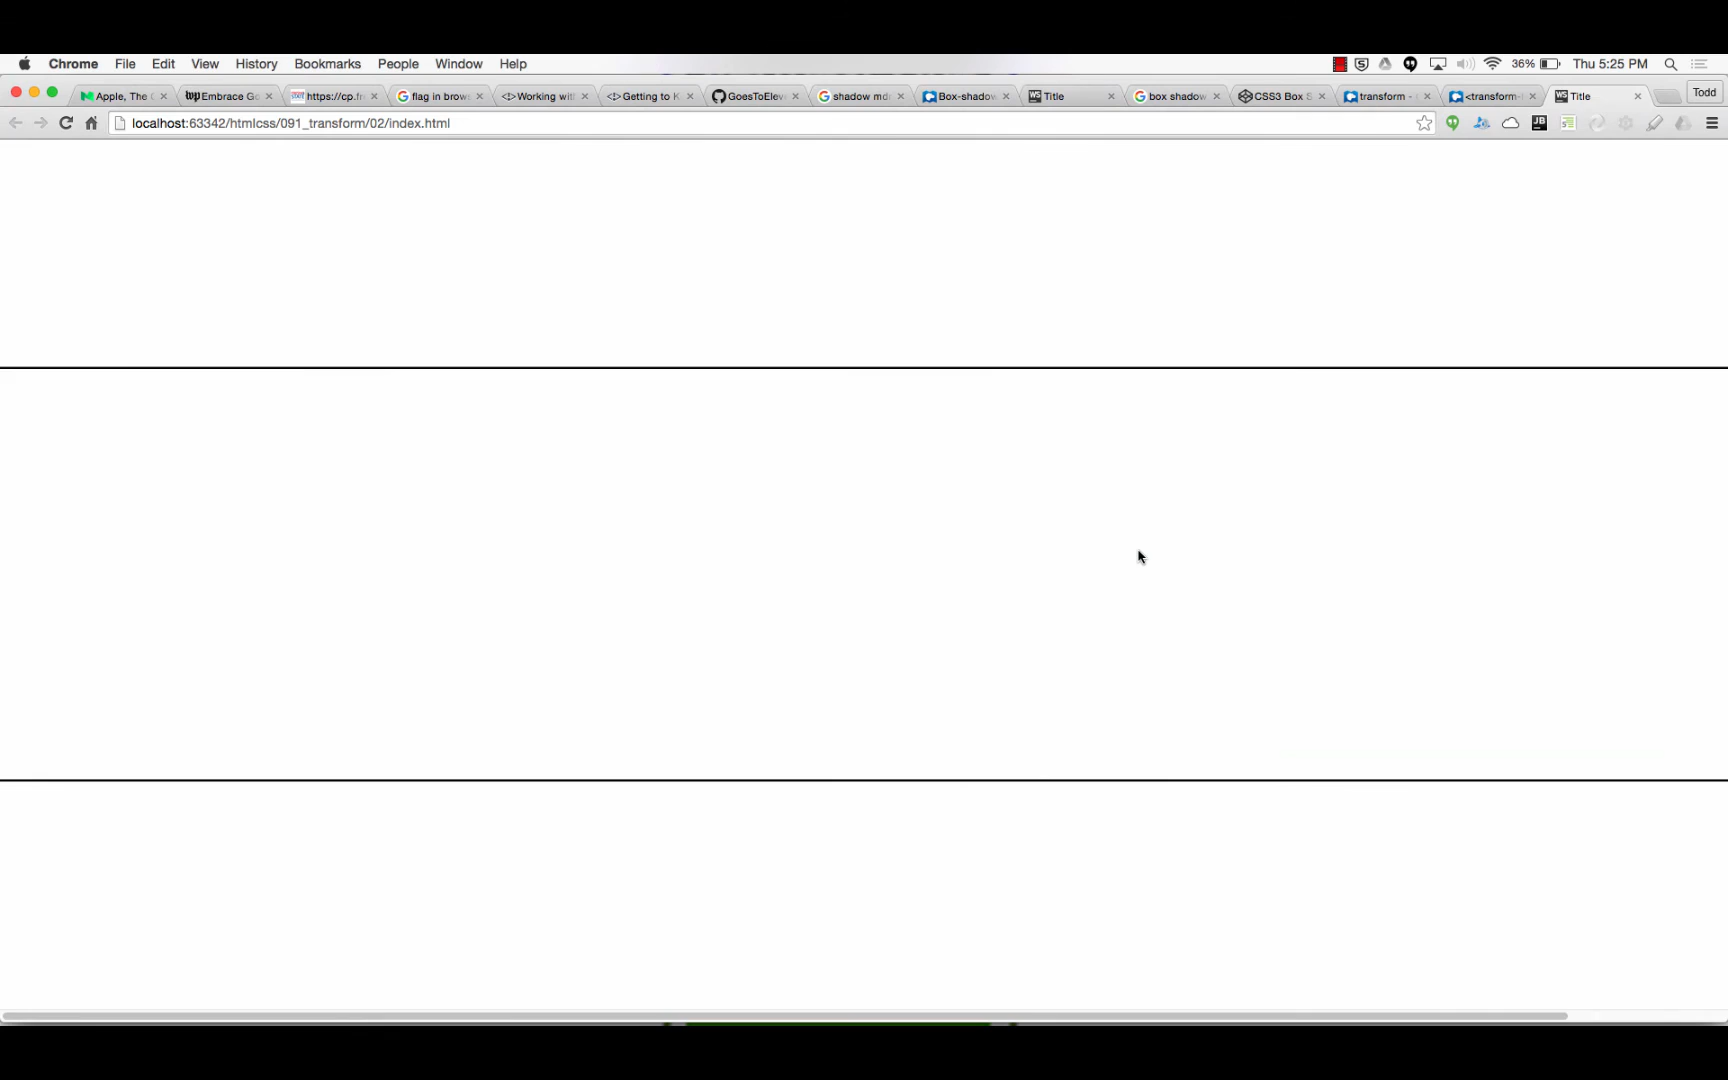 Chrome File Edit View History Bookmarks People Window Help 36% Thu 5:25 PM
Apple, The Embrace Go https://cp.fr flag in brow Working wit Getting to K GoesToElev shadow md Box-shadow Title box shadow CSS3 Box S transform - <transform- Title Todd
localhost:63342/htmlcss/091_transform/02/index.html